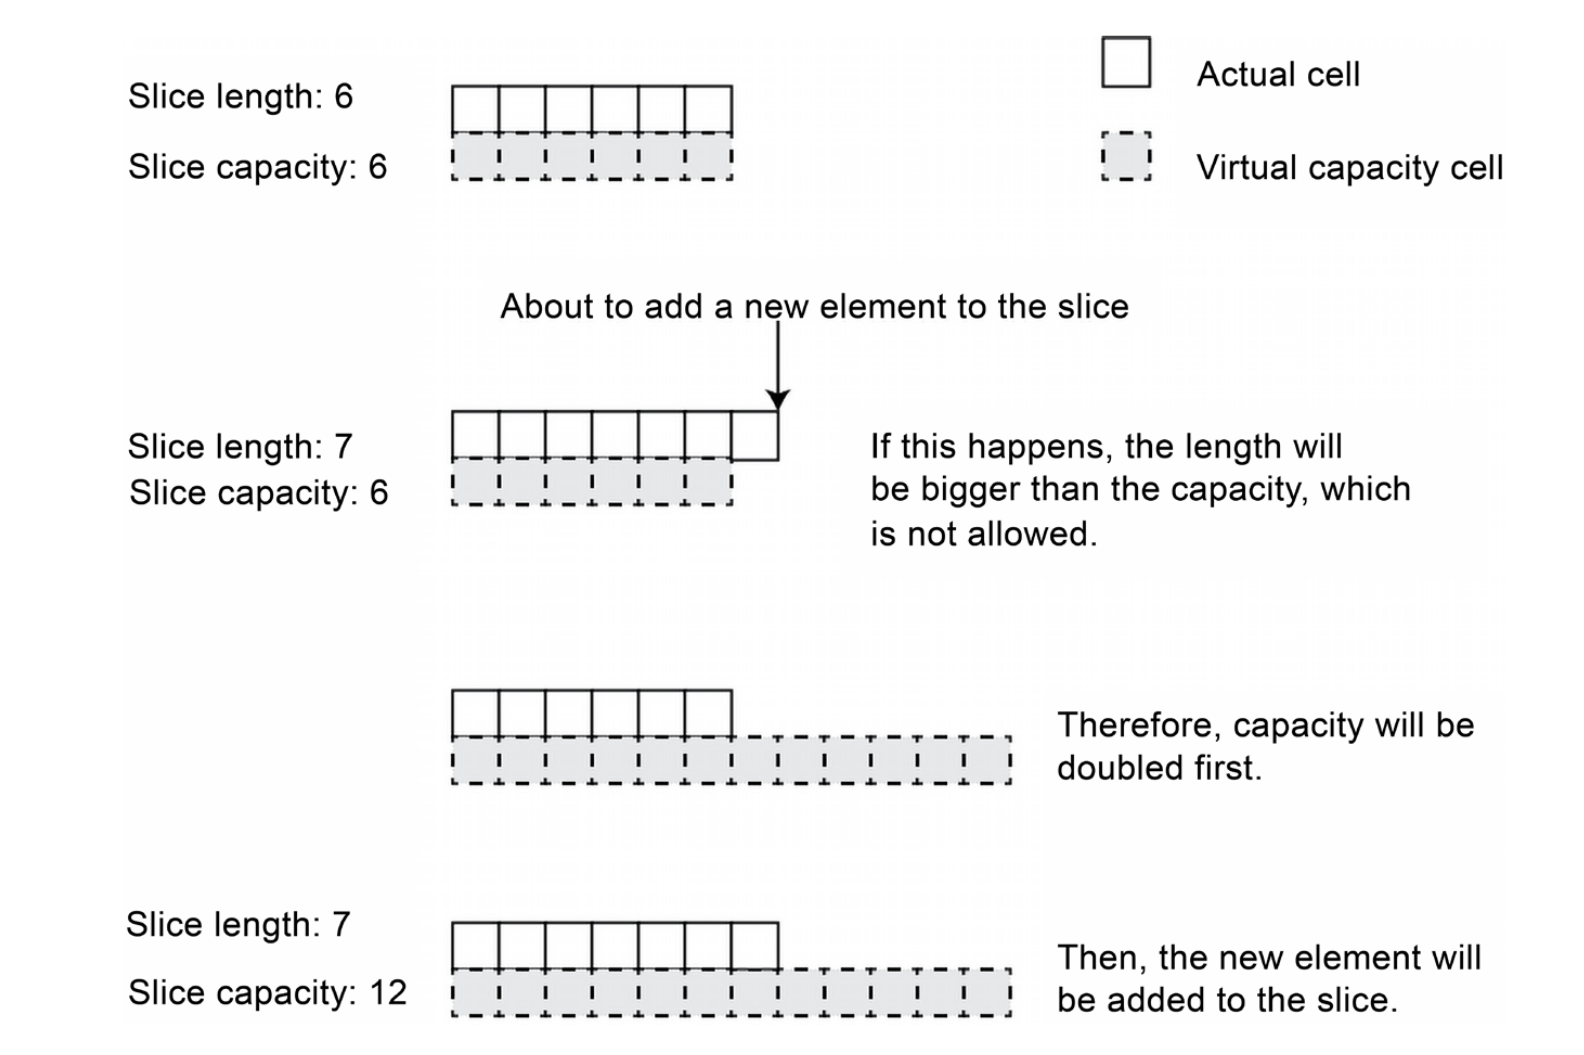 Slice length: 6
Slice capacity: 6
Actual cell
Virtual capacity cell
About to add a new element to the slice
Slice length: 7
Slice capacity: 6
If this happens, the length will
be bigger than the capacity, which
is not allowed.
Therefore, capacity will be
doubled first.
Slice length: 7
Slice capacity: 12
Then, the new element will
be added to the slice.